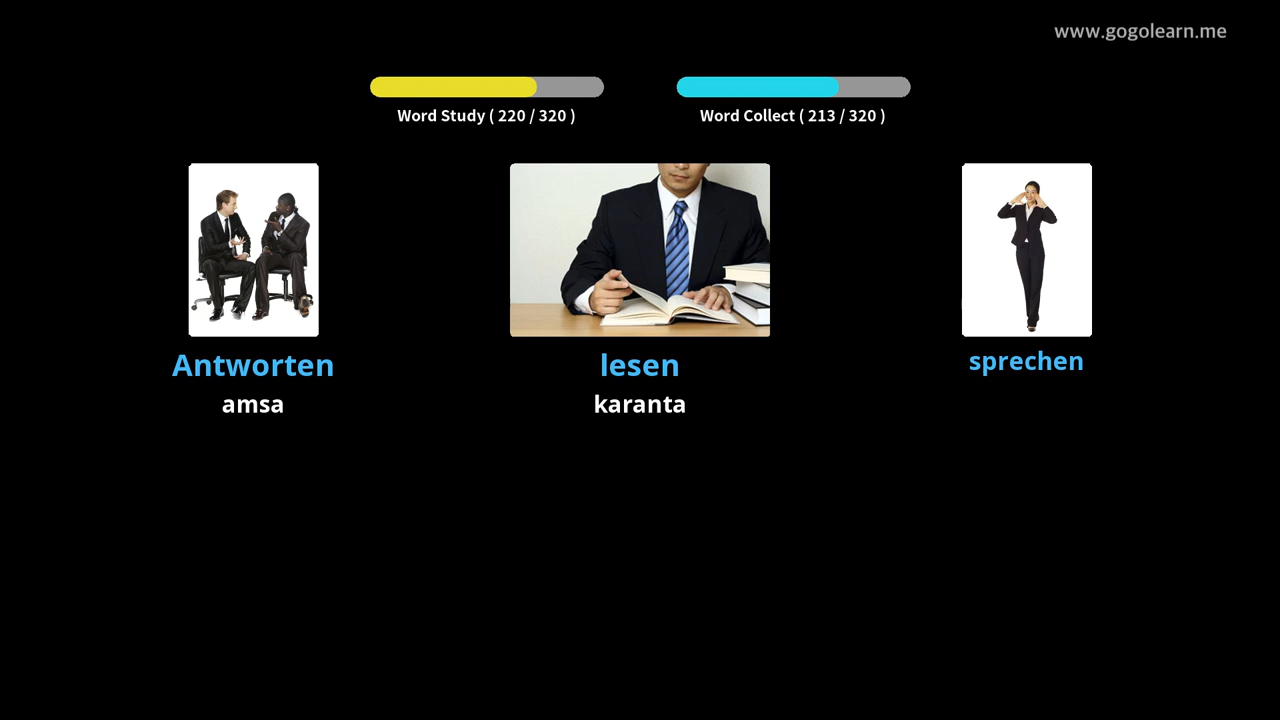 www.gogolearn.me
Word Study ( 220 / 320 )
Word Collect ( 213 / 320 )
Antworten
amsa
lesen
karanta
sprechen